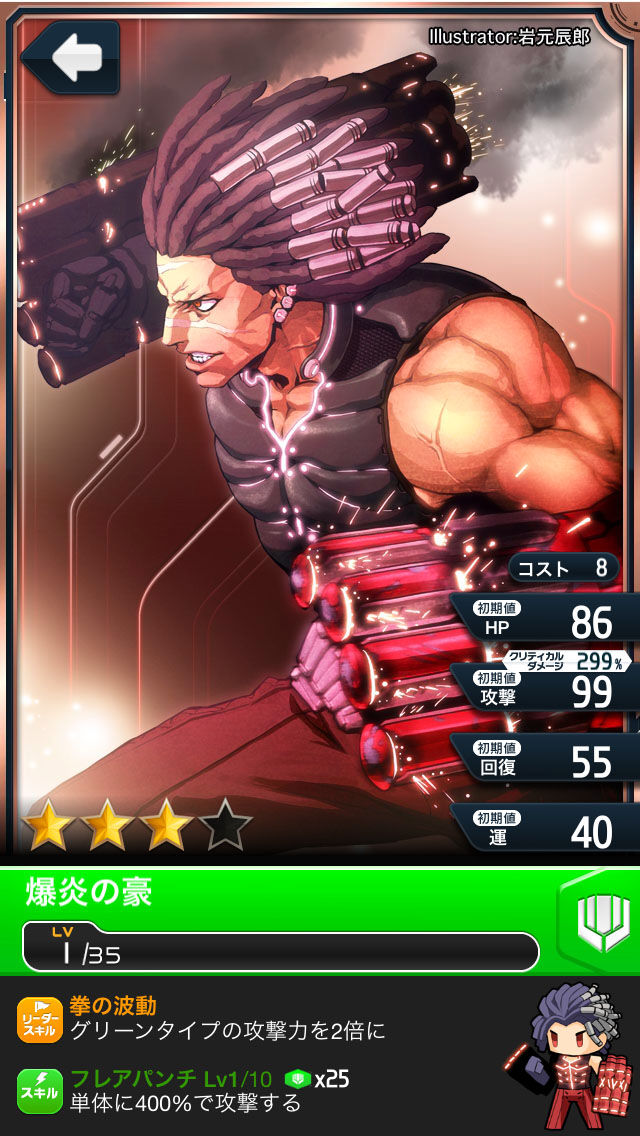 Illustrator:岩元辰郎
コスト 8
初期値
HP 86
クリティカル
ダメージ 299%
初期値
攻撃 99
初期値
回復 55
初期値
運 40
爆炎の豪
LV
1/35
リーダー
スキル
拳の波動
グリーンタイプの攻撃力を2倍に
スキル
フレアパンチ Lv1/10 x25
単体に400%で攻撃する